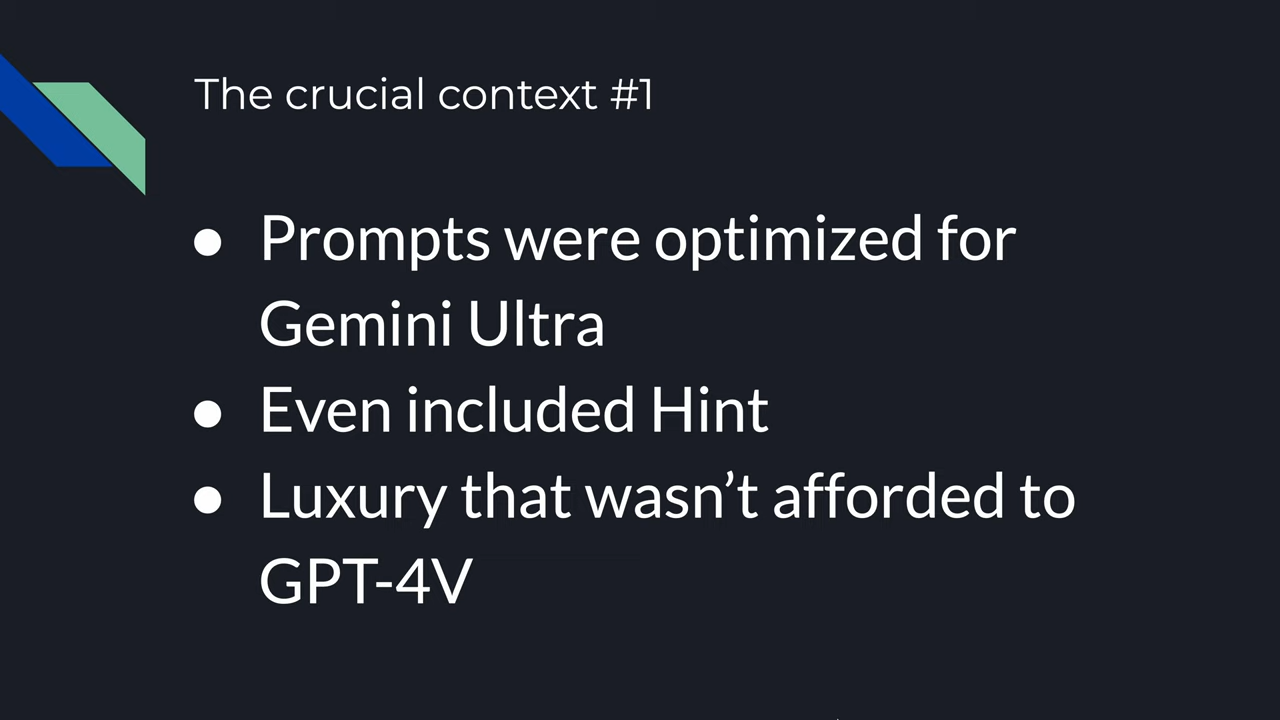 The crucial context #1
● Prompts were optimized for
Gemini Ultra
● Even included Hint
● Luxury that wasn’t afforded to
GPT-4V